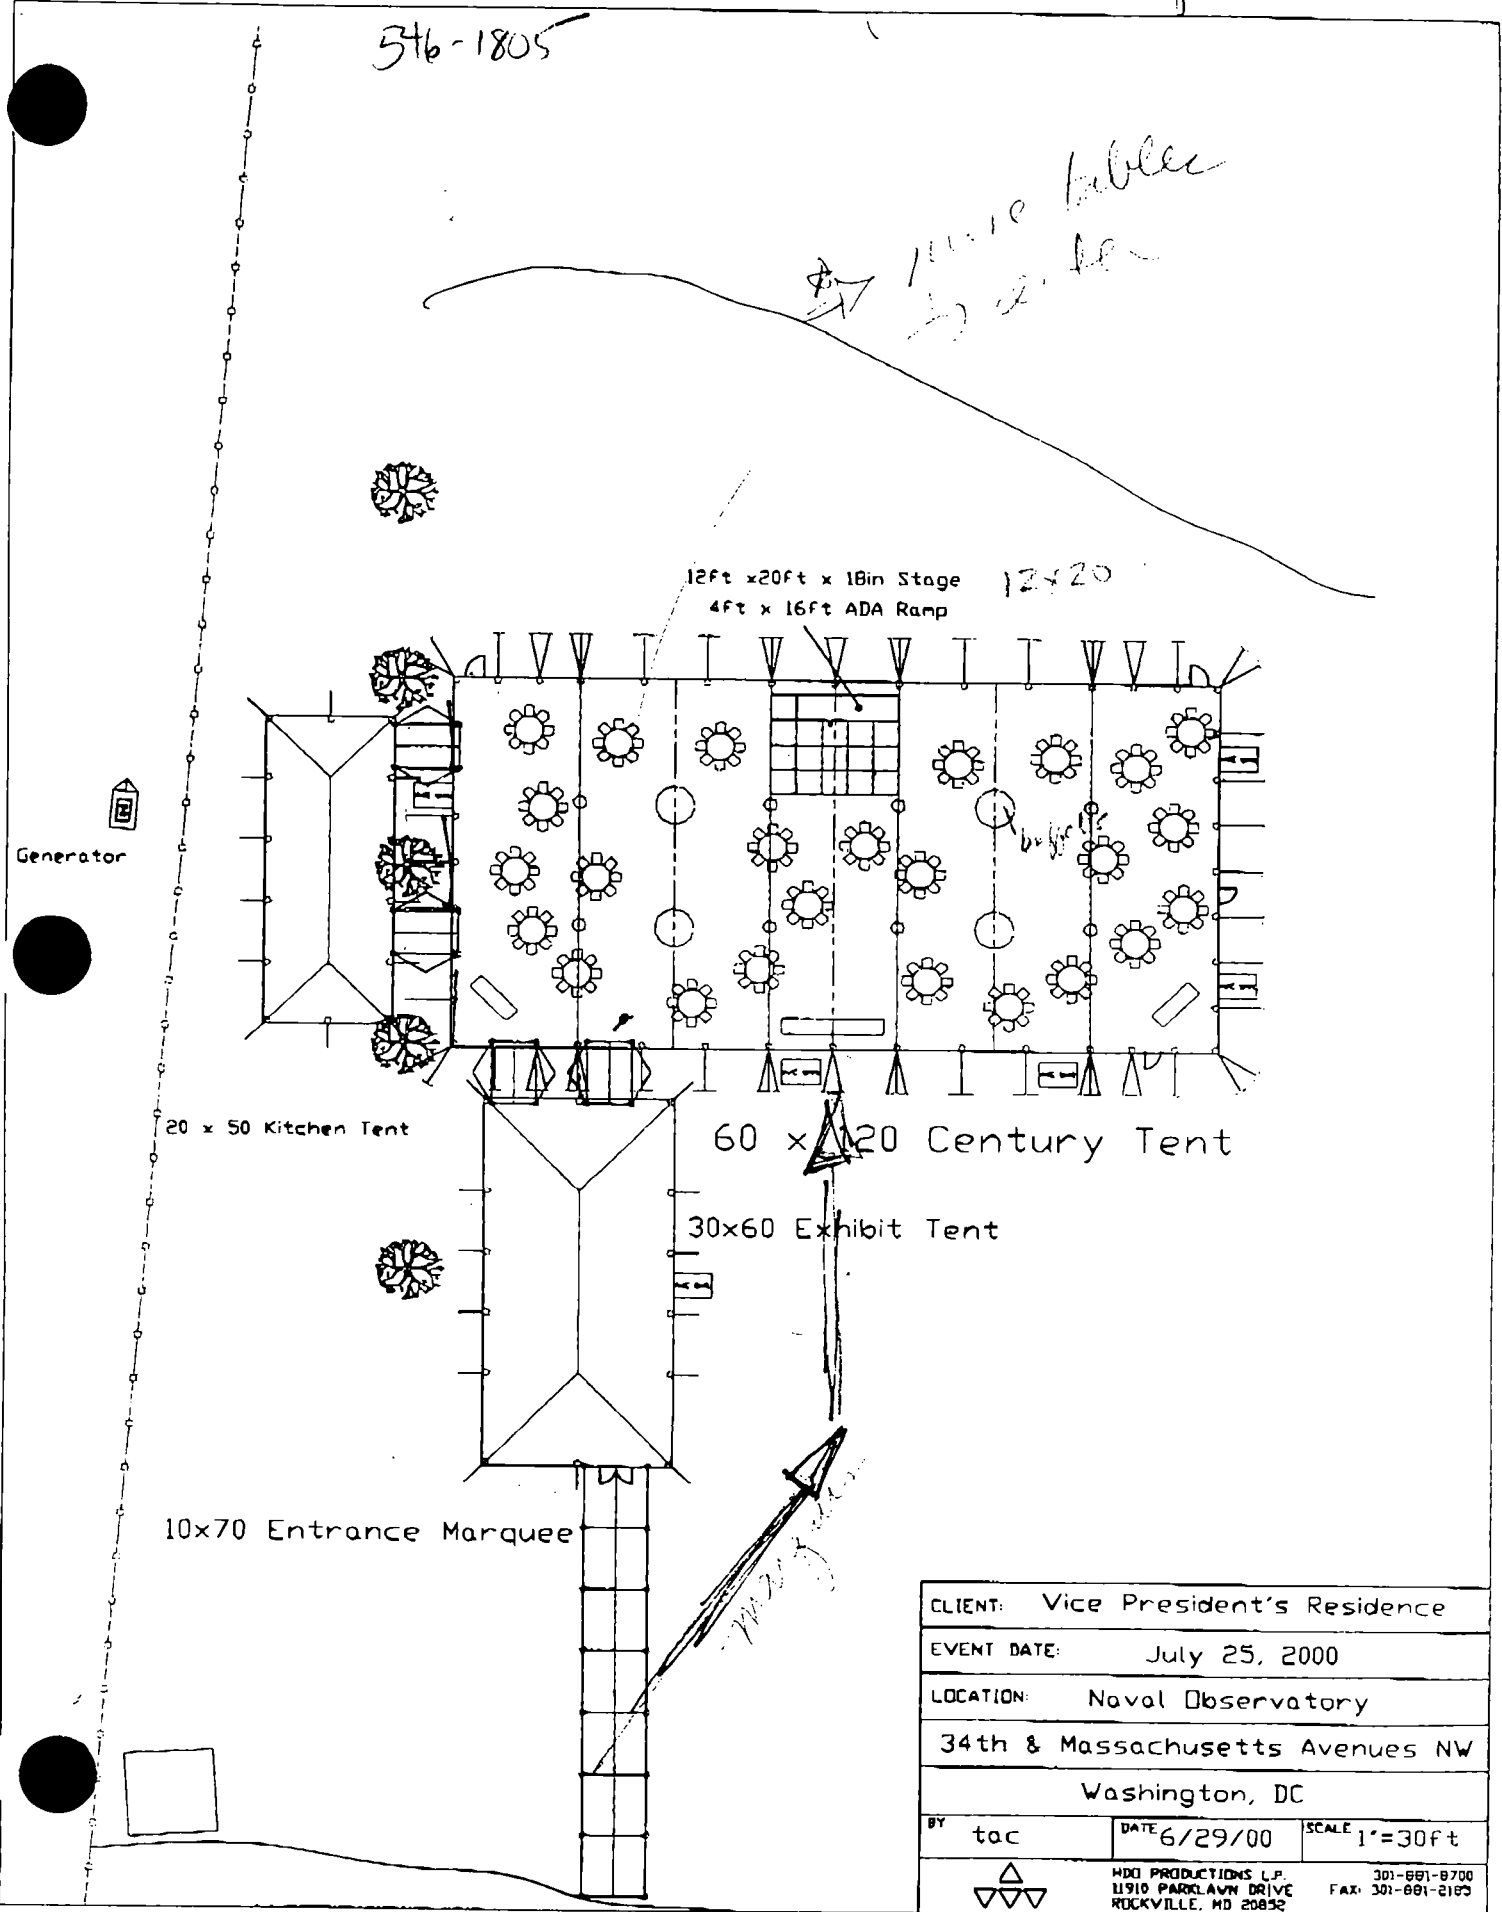 546-1805
tables
12ft x20ft x 18in Stage
12x20
4ft x 16ft ADA Ramp
Generator
20 x 50 Kitchen Tent
60 x 120 Century Tent
30x60 Exhibit Tent
10x70 Entrance Marquee
CLIENT: Vice President's Residence
EVENT DATE: July 25, 2000
LOCATION: Naval Observatory
34th & Massachusetts Avenues NW
Washington, DC
BY tac DATE 6/29/00 SCALE 1"=30ft
HDO PRODUCTIONS L.P. 301-881-8700
11910 PARKLAWN DRIVE FAX: 301-881-2189
ROCKVILLE, MD 20852